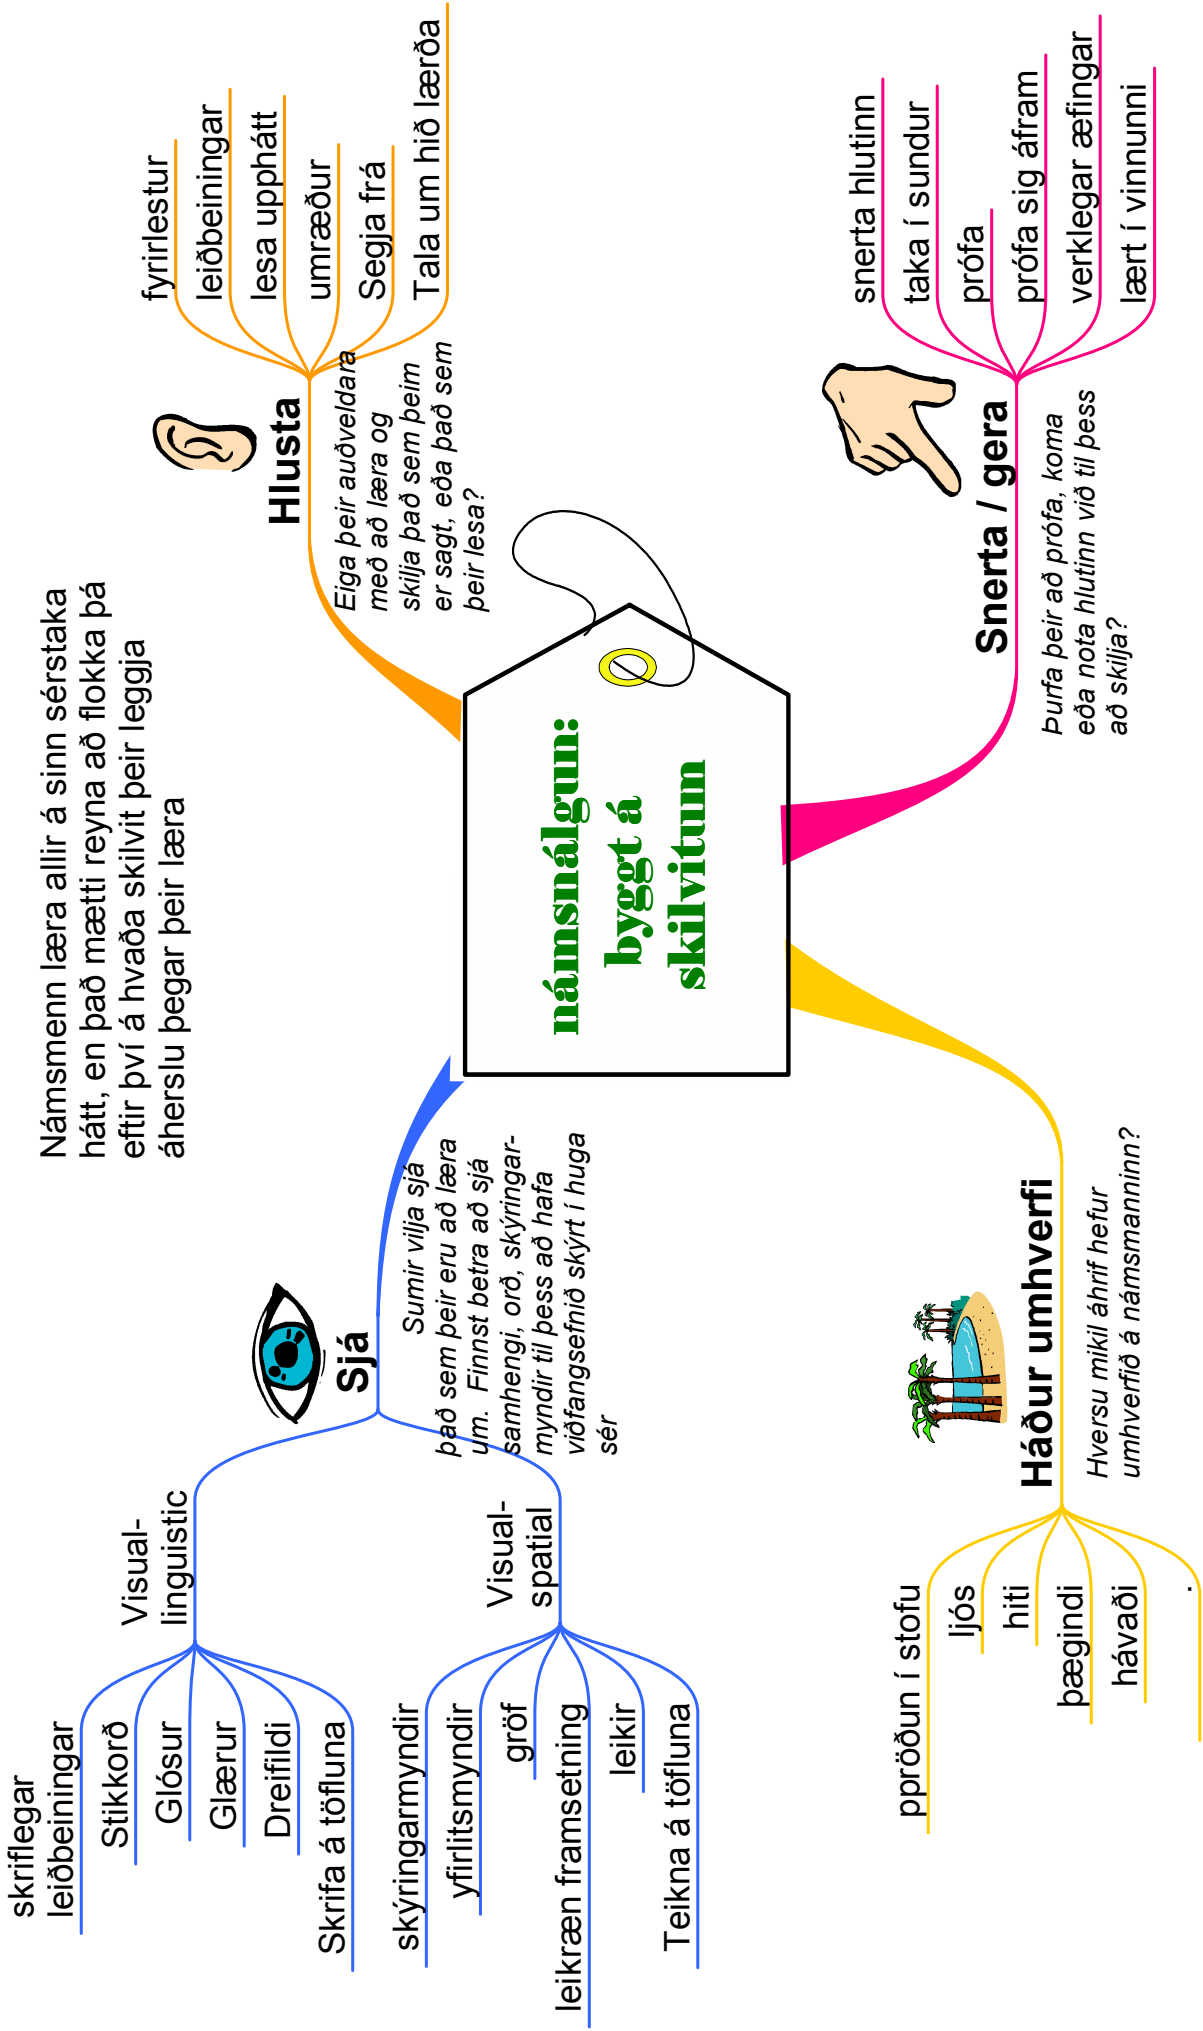 Námsmenn læra allir á sinn sérstaka
hátt, en það mætti reyna að flokka þá
eftir því á hvaða skilvit þeir leggja
áherslu þegar þeir læra
námsnálgun:
byggt á
skilvitum
Sjá
Sumir vilja sjá
það sem þeir eru að læra
um. Finnst betra að sjá
samhengi, orð, skýringar-
myndir til þess að hafa
viðfangsefnið skýrt í huga
sér
Visual-
linguistic
skriflegar
leiðbeiningar
Stikkorð
Glósur
Glærur
Dreifildi
Skrifa á töfluna
Visual-
spatial
skýringarmyndir
yfirlitsmyndir
gröf
leikræn framsetning
leikir
Teikna á töfluna
Hlusta
Eiga þeir auðveldara
með að læra og
skilja það sem þeim
er sagt, eða það sem
þeir lesa?
fyrirlestur
leiðbeiningar
lesa upphátt
umræður
Segja frá
Tala um hið lærða
Háður umhverfi
Hversu mikil áhrif hefur
umhverfið á námsmanninn?
ppröðun í stofu
ljós
hiti
þægindi
hávaði
.
Snerta / gera
Þurfa þeir að prófa, koma
eða nota hlutinn við til þess
að skilja?
snerta hlutinn
taka í sundur
prófa
prófa sig áfram
verklegar æfingar
lært í vinnunni